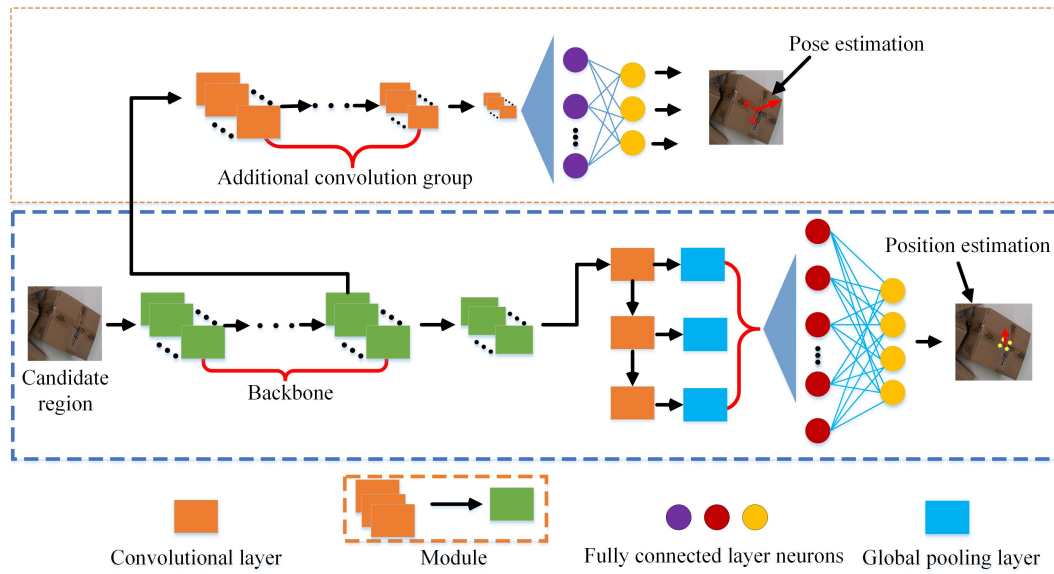 Pose estimation
Additional convolution group
Position estimation
Candidate
region
Backbone
Convolutional layer
Module
Fully connected layer neurons
Global pooling layer